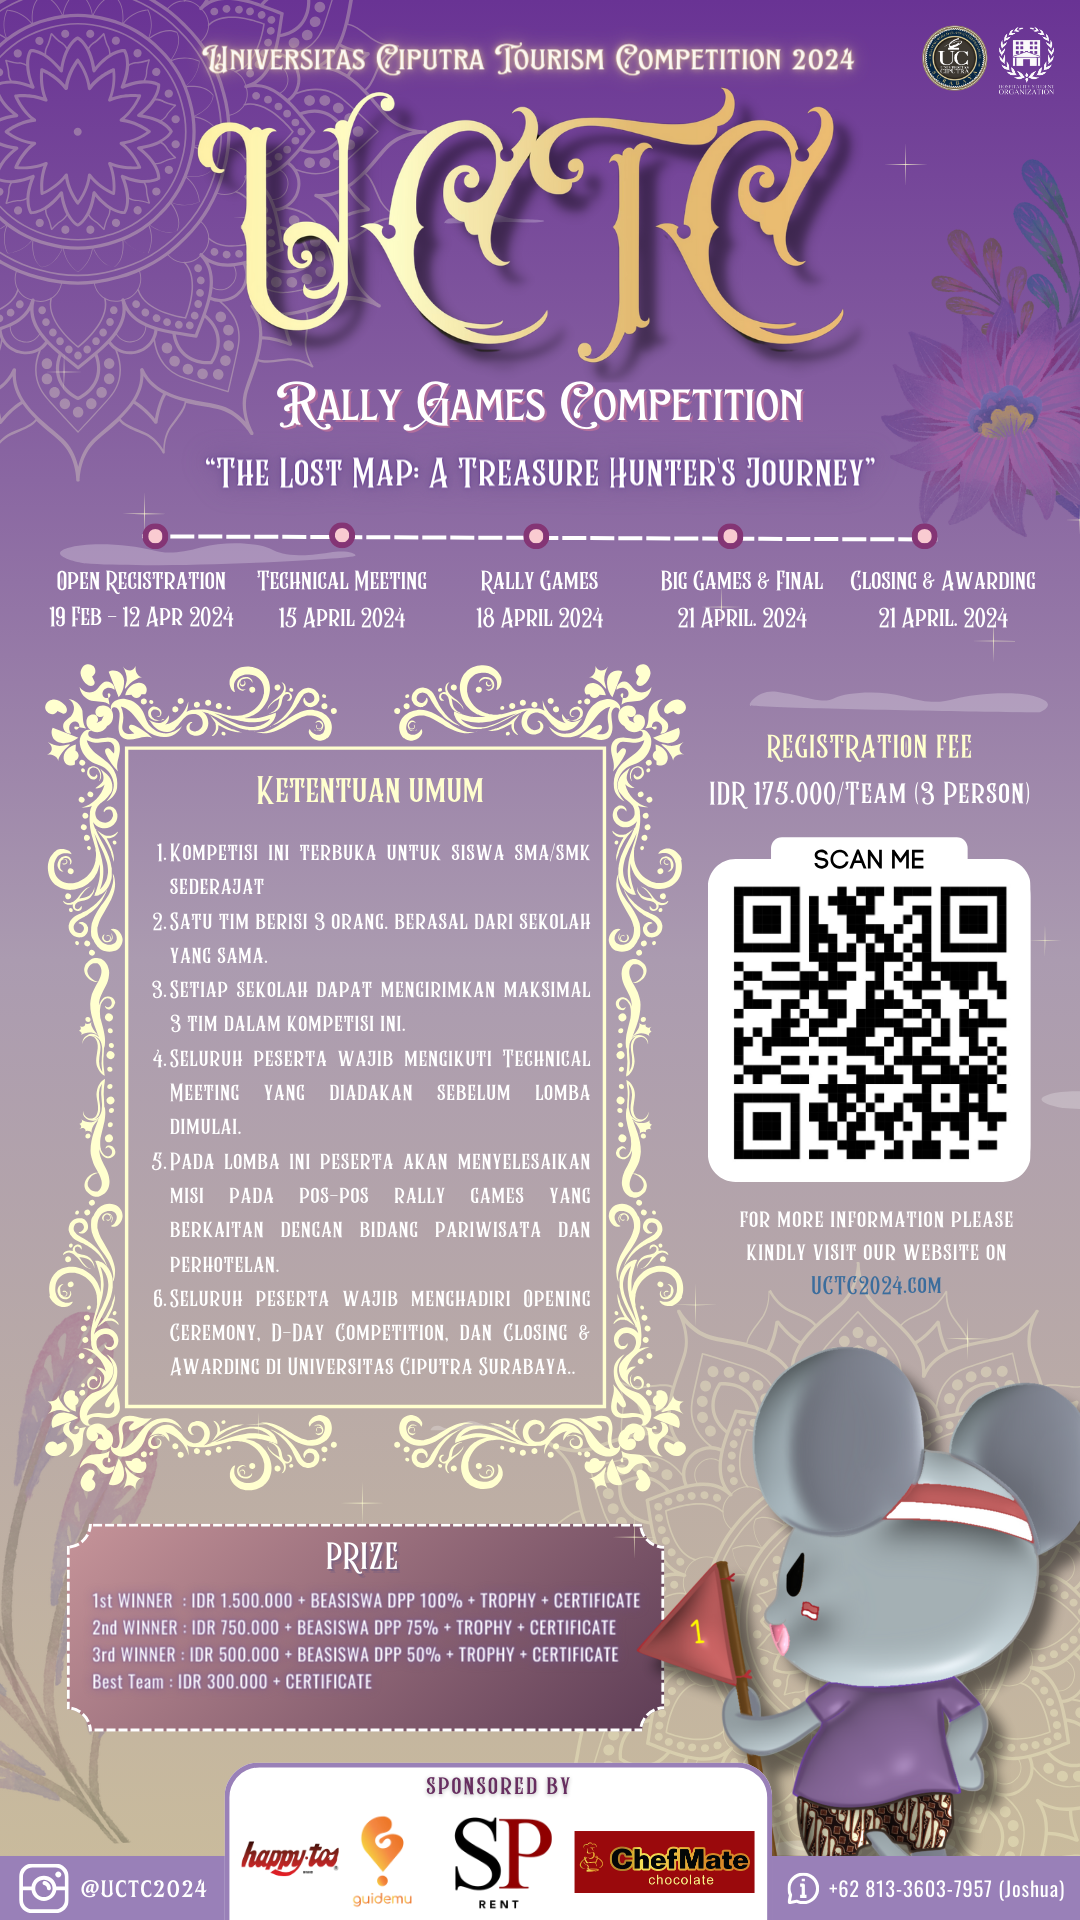 Universitas Ciputra Tourism Competition 2024
UC
UNIVERSITAS CIPUTRA
HOSPITALITY STUDENT
ORGANIZATION
UCTC
Rally Games Competition
“The Lost Map: A Treasure Hunter's Journey”
Open Registration
19 Feb - 12 Apr 2024
Technical Meeting
15 April 2024
Rally Games
18 April 2024
Big Games & Final
21 April. 2024
Closing & Awarding
21 April. 2024
Ketentuan umum
1. Kompetisi ini terbuka untuk siswa SMA/SMK
sederajat
2. Satu tim berisi 3 orang. berasal dari sekolah
yang sama.
3. Setiap sekolah dapat mengirimkan maksimal
3 tim dalam kompetisi ini.
4. Seluruh peserta wajib mengikuti Technical
Meeting yang diadakan sebelum lomba
dimulai.
5. Pada lomba ini peserta akan menyelesaikan
misi pada pos-pos rally games yang
berkaitan dengan bidang pariwisata dan
perhotelan.
6. Seluruh peserta wajib menghadiri Opening
Ceremony, D-Day Competition, dan Closing &
Awarding di Universitas Ciputra Surabaya..
REGISTRATION FEE
IDR 175.000/Team (3 Person)
SCAN ME
FOR MORE INFORMATION PLEASE
KINDLY VISIT OUR WEBSITE ON
UCTC2024.com
PRIZE
1st WINNER : IDR 1.500.000 + BEASISWA DPP 100% + TROPHY + CERTIFICATE
2nd WINNER : IDR 750.000 + BEASISWA DPP 75% + TROPHY + CERTIFICATE
3rd WINNER : IDR 500.000 + BEASISWA DPP 50% + TROPHY + CERTIFICATE
Best Team : IDR 300.000 + CERTIFICATE
1
SPONSORED BY
happy-tos
guidemu
SP
RENT
ChefMate
chocolate
@UCTC2024
+62 813-3603-7957 (Joshua)